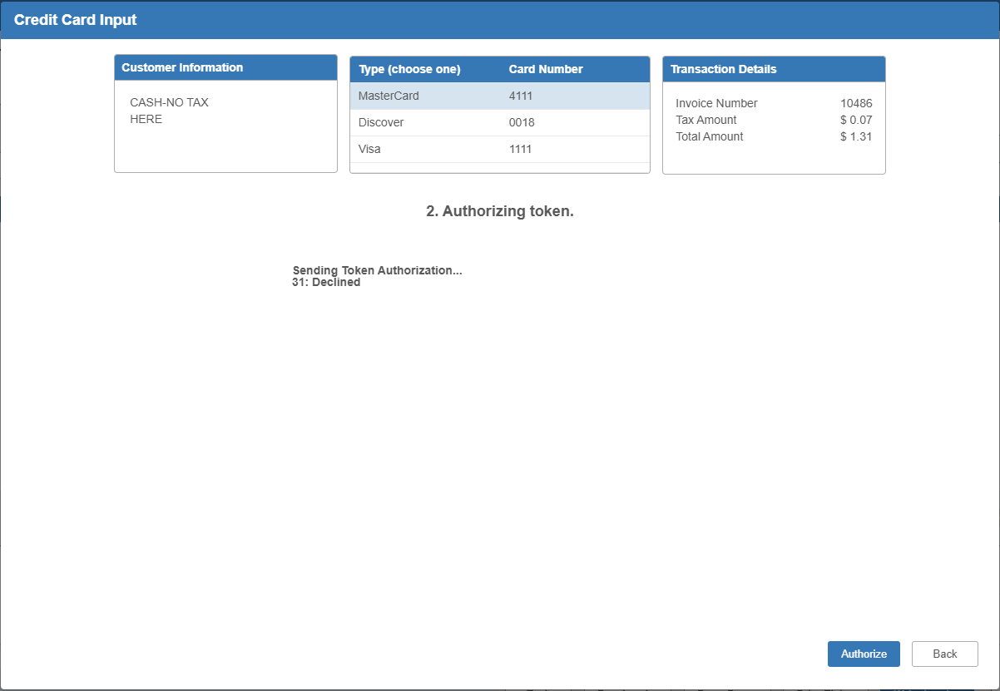 Credit Card Input
Customer Information
CASH-NO TAX
HERE
Type (choose one) Card Number
MasterCard 4111
Discover 0018
Visa 1111
Transaction Details
Invoice Number 10486
Tax Amount $ 0.07
Total Amount $ 1.31
2. Authorizing token.
Sending Token Authorization...
31: Declined
Authorize Back